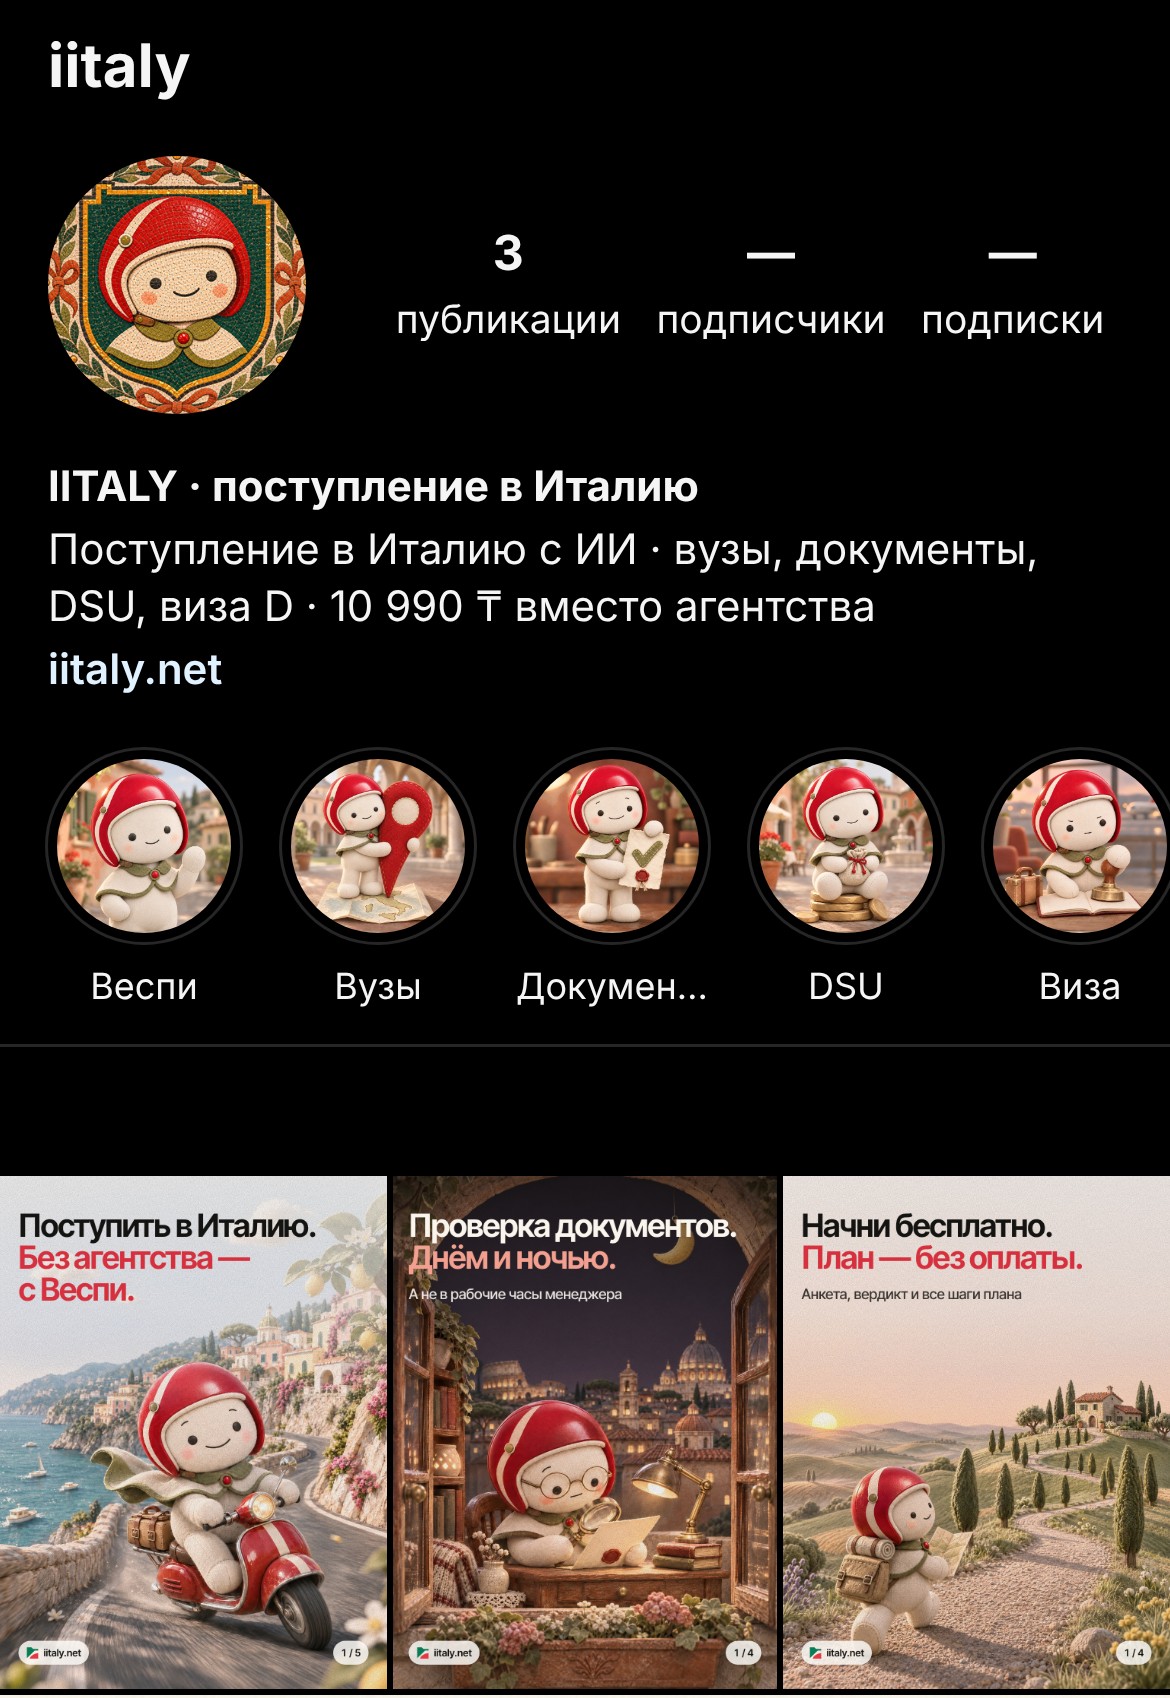 iitaly
3
—
—
публикации
подписчики
подписки
IITALY · поступление в Италию
Поступление в Италию с ИИ · вузы, документы,
DSU, виза D · 10 990 ₸ вместо агентства
iitaly.net
Веспи
Вузы
Докумен...
DSU
Виза
Поступить в Италию.
Без агентства —
с Веспи.
iitaly.net
1 / 5
Проверка документов.
Днём и ночью.
А не в рабочие часы менеджера
iitaly.net
1 / 4
Начни бесплатно.
План — без оплаты.
Анкета, вердикт и все шаги плана
iitaly.net
1 / 4